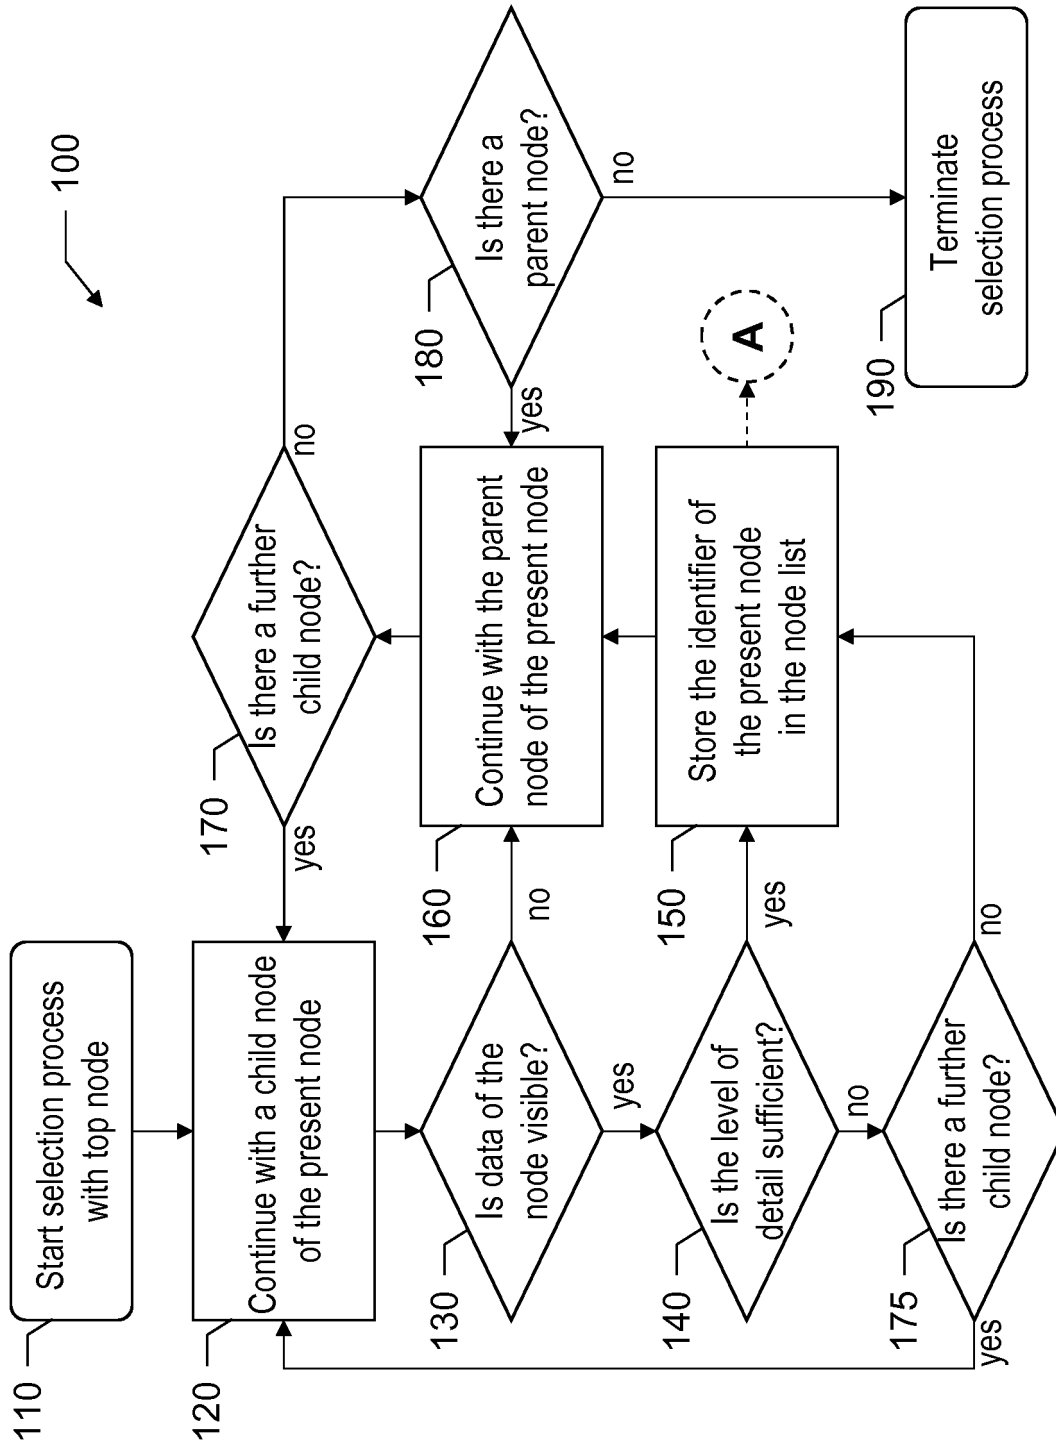 100
110
Start selection process
with top node
120
Continue with a child node
of the present node
130
Is data of the
node visible?
no
yes
140
Is the level of
detail sufficient?
yes
no
175
Is there a further
child node?
yes
no
150
Store the identifier of
the present node
in the node list
A
160
Continue with the parent
node of the present node
170
Is there a further
child node?
yes
no
180
Is there a
parent node?
yes
no
190
Terminate
selection process